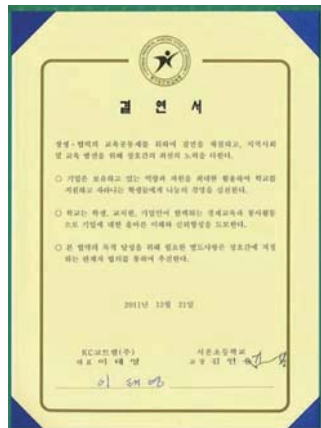 결 연 서
상생·협력의 교육공동체를 위하여 결연을 체결하고, 지역사회
및 교육 발전을 위해 상호간의 최선의 노력을 다한다.
○ 기업은 보유하고 있는 역량과 자원을 최대한 활용하여 학교를
지원하고 자라나는 학생들에게 나눔의 경영을 실천한다.
○ 학교는 학생, 교직원, 기업인이 함께하는 경제교육과 봉사활동
으로 기업에 대한 올바른 이해와 신뢰형성을 도모한다.
○ 본 협약의 목적 달성을 위해 필요한 별도사항은 상호간에 지정
하는 관계자 협의를 통하여 추진한다.
2011년 12월 21일
KC코트렐(주)
대표 이태영
초등학교
교장 김
이 태영